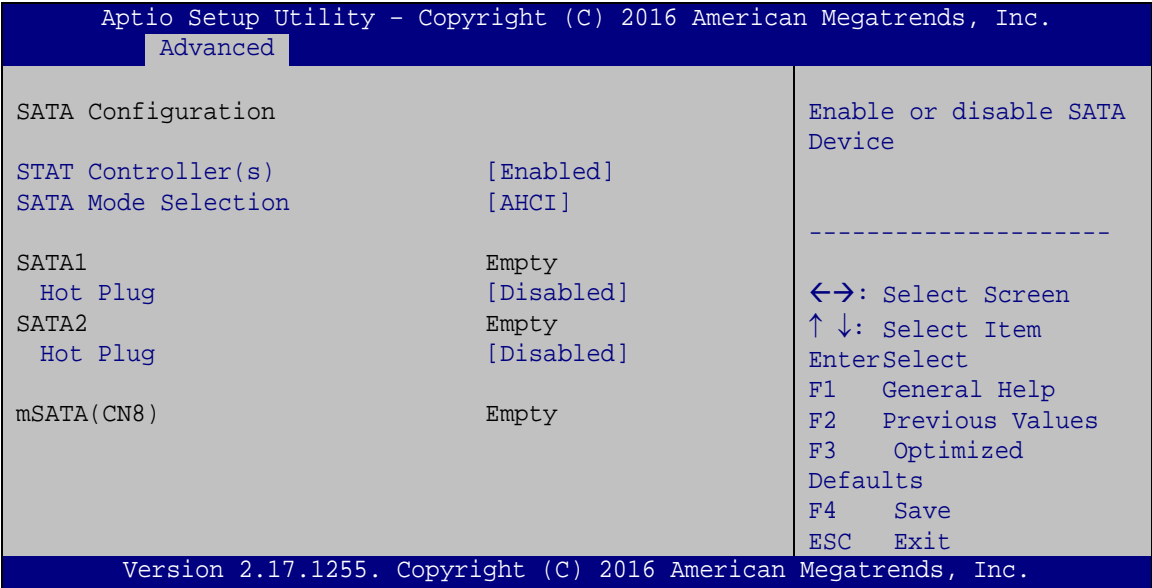 Aptio Setup Utility – Copyright (C) 2016 American Megatrends, Inc.
Advanced
SATA Configuration
STAT Controller(s) [Enabled]
SATA Mode Selection [AHCI]
SATA1 Empty
Hot Plug [Disabled]
SATA2 Empty
Hot Plug [Disabled]
mSATA(CN8) Empty
Enable or disable SATA
Device
---------------------
←→: Select Screen
↑ ↓: Select Item
EnterSelect
F1 General Help
F2 Previous Values
F3 Optimized
Defaults
F4 Save
ESC Exit
Version 2.17.1255. Copyright (C) 2016 American Megatrends, Inc.